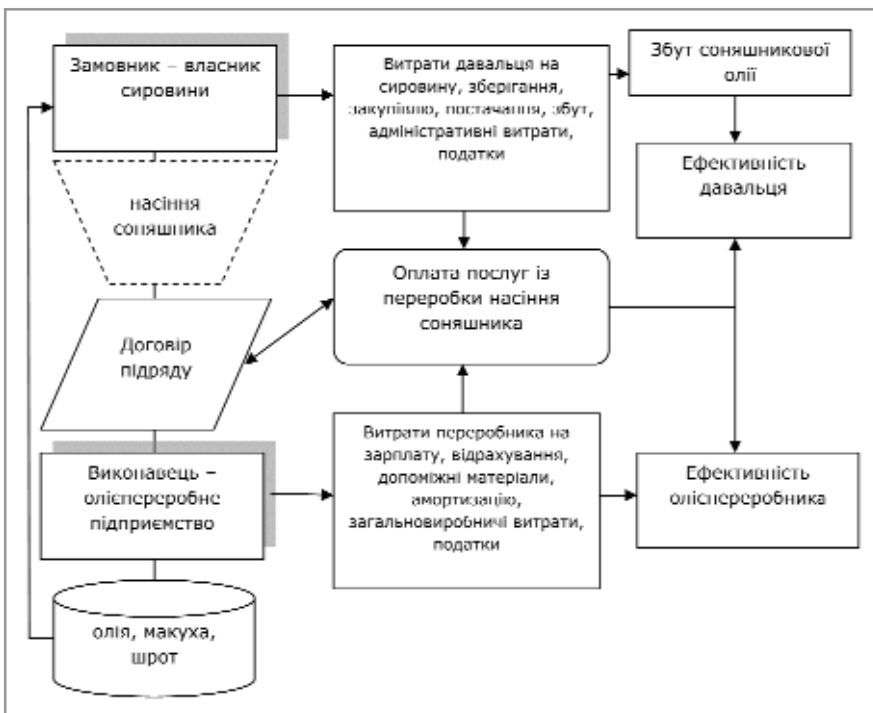 Замовник – власник
сировини
Витрати давальця на
сировину, зберігання,
закупівлю, постачання, збут,
адміністративні витрати,
податки
Збут соняшникової
олії
Ефективність
давальця
насіння
соняшника
Оплата послуг із
переробки насіння
соняшника
Договір
підряду
Виконавець –
олієпереробне
підприємство
Витрати переробника на
зарплату, відрахування,
допоміжні матеріали,
амортизацію,
загальновиробничі витрати,
податки
Ефективність
олієпереробника
олія, макуха,
шрот